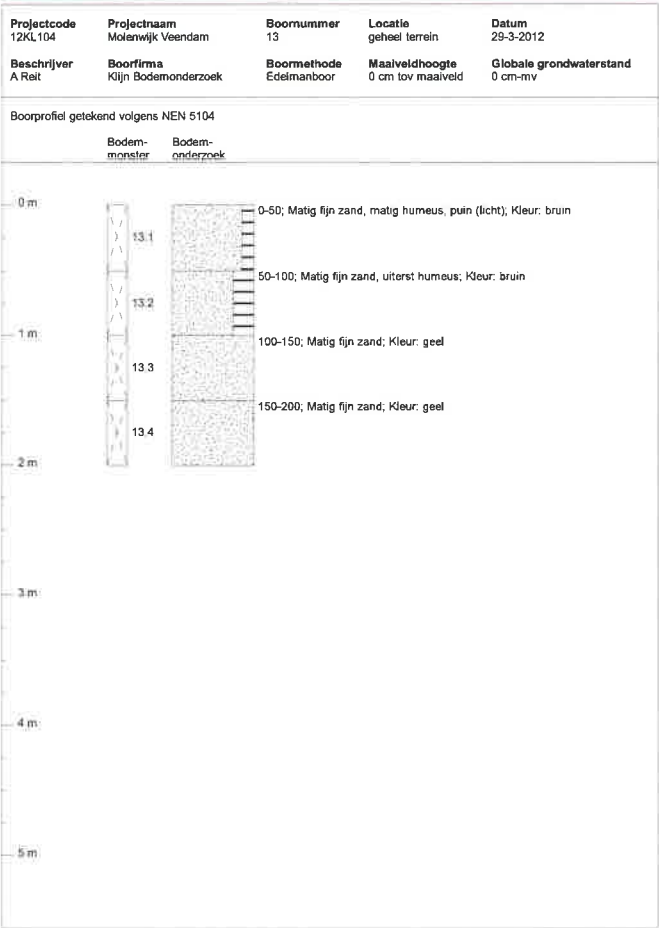 Projectcode Projectnaam Boornummer Locatie Datum
12KL104 Molenwijk Veendam 13 geheel terrein 29-3-2012
Beschrijver Boorfirma Boormethode Maaiveldhoogte Globale grondwaterstand
A Reit Klijn Bodemonderzoek Edelmanboor 0 cm tov maaiveld 0 cm-mv
Boorprofiel getekend volgens NEN 5104
Bodem- Bodem-
monster onderzoek
0 m
0-50; Matig fijn zand, matig humeus, puin (licht); Kleur: bruin
13.1
50-100; Matig fijn zand, uiterst humeus; Kleur: bruin
13.2
1 m
100-150; Matig fijn zand; Kleur: geel
13.3
150-200; Matig fijn zand; Kleur: geel
13.4
2 m
3 m
4 m
5 m